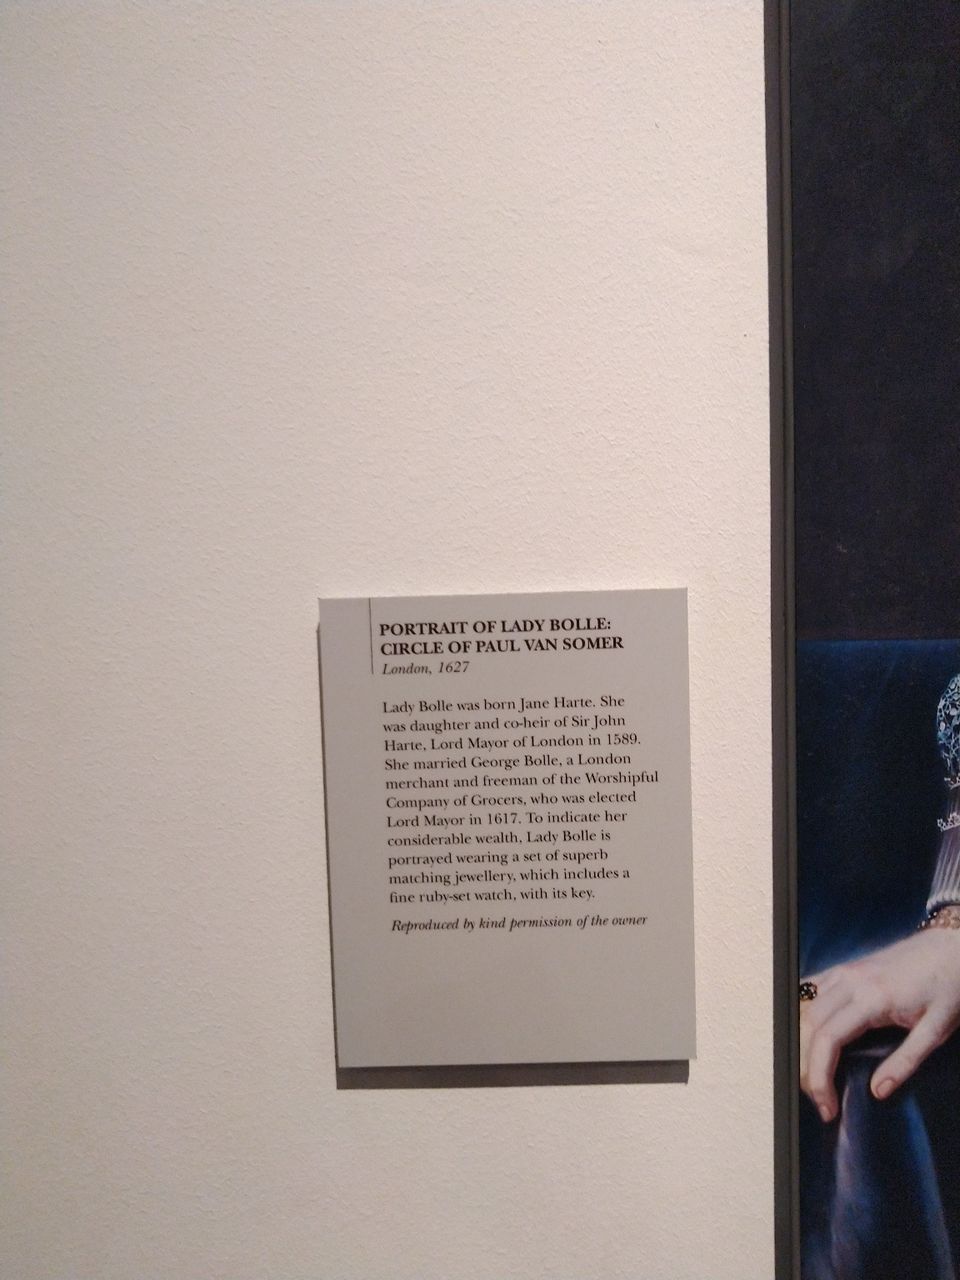 PORTRAIT OF LADY BOLLE:
CIRCLE OF PAUL VAN SOMER
London, 1627
Lady Bolle was born Jane Harte. She
was daughter and co-heir of Sir John
Harte, Lord Mayor of London in 1589.
She married George Bolle, a London
merchant and freeman of the Worshipful
Company of Grocers, who was elected
Lord Mayor in 1617. To indicate her
considerable wealth, Lady Bolle is
portrayed wearing a set of superb
matching jewellery, which includes a
fine ruby-set watch, with its key.
Reproduced by kind permission of the owner